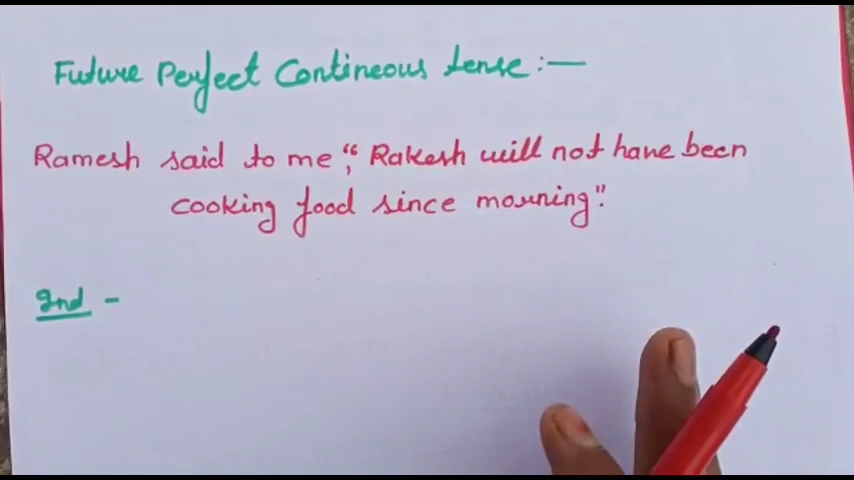 Future Perfect Contineous tense :—
Ramesh said to me, "Rakesh will not have been
cooking food since morning".
Ind -